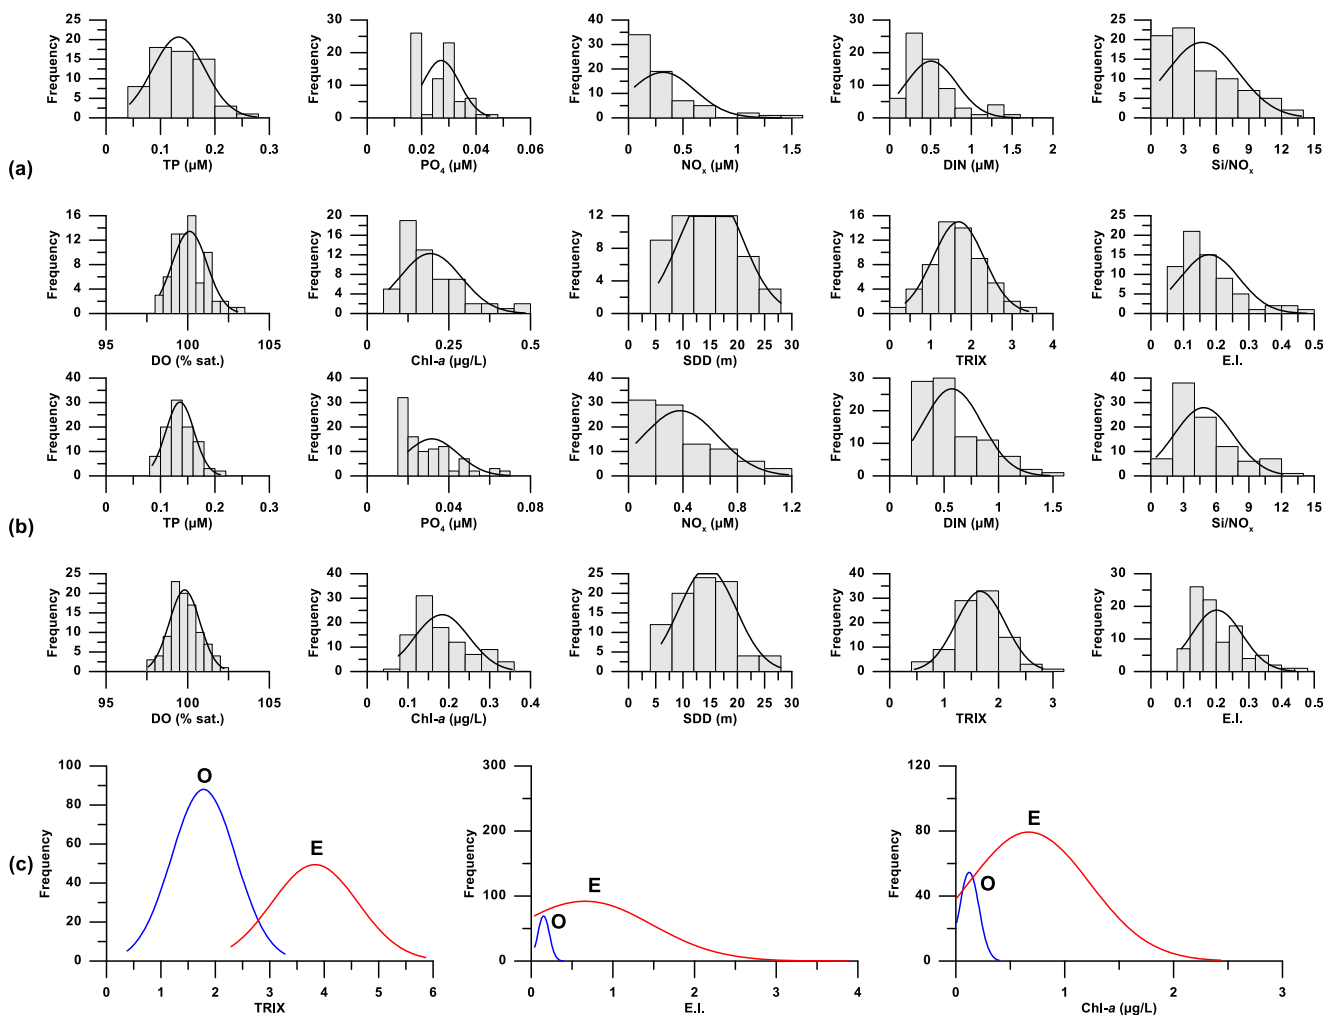 25
20
15
10
5
0
Frequency
0 0.1 0.2 0.3
TP (µM)
30
20
10
0
Frequency
0 0.02 0.04 0.06
PO4 (µM)
40
30
20
10
0
Frequency
0 0.5 1 1.5
NOx (µM)
30
20
10
0
Frequency
0 0.5 1 1.5 2
DIN (µM)
25
20
15
10
5
0
Frequency
0 3 6 9 12 15
Si/NOx
(a)
16
12
8
4
0
Frequency
95 100 105
DO (% sat.)
20
16
12
8
4
0
Frequency
0 0.25 0.5
Chl-a (µg/L)
12
8
4
0
Frequency
0 5 10 15 20 25 30
SDD (m)
16
12
8
4
0
Frequency
0 1 2 3 4
TRIX
25
20
15
10
5
0
Frequency
0 0.1 0.2 0.3 0.4 0.5
E.I.
40
30
20
10
0
Frequency
0 0.1 0.2 0.3
TP (µM)
40
30
20
10
0
Frequency
0 0.04 0.08
PO4 (µM)
40
30
20
10
0
Frequency
0 0.4 0.8 1.2
NOx (µM)
30
20
10
0
Frequency
0 0.5 1 1.5
DIN (µM)
40
30
20
10
0
Frequency
0 3 6 9 12 15
Si/NOx
(b)
25
20
15
10
5
0
Frequency
95 100 105
DO (% sat.)
40
30
20
10
0
Frequency
0 0.1 0.2 0.3 0.4
Chl-a (µg/L)
25
20
15
10
5
0
Frequency
0 5 10 15 20 25 30
SDD (m)
40
30
20
10
0
Frequency
0 1 2 3
TRIX
30
20
10
0
Frequency
0 0.1 0.2 0.3 0.4 0.5
E.I.
(c)
100
80
60
40
20
0
Frequency
O
E
0 1 2 3 4 5 6
TRIX
300
200
100
0
Frequency
E
O
0 1 2 3 4
E.I.
120
80
40
0
Frequency
E
O
0 1 2 3
Chl-a (µg/L)